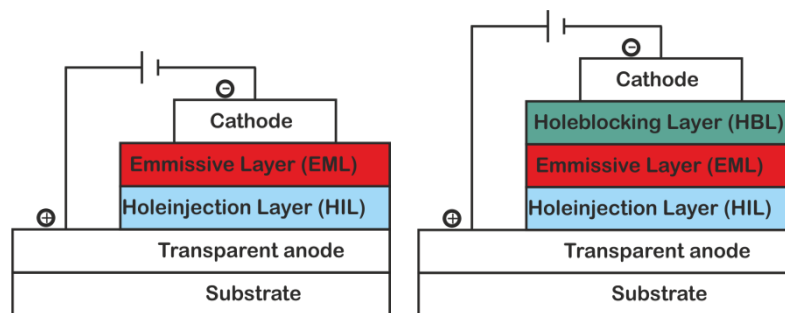 ⊖
Cathode
Emmissive Layer (EML)
Holeinjection Layer (HIL)
⊕
Transparent anode
Substrate
⊖
Cathode
Holeblocking Layer (HBL)
Emmissive Layer (EML)
Holeinjection Layer (HIL)
⊕
Transparent anode
Substrate